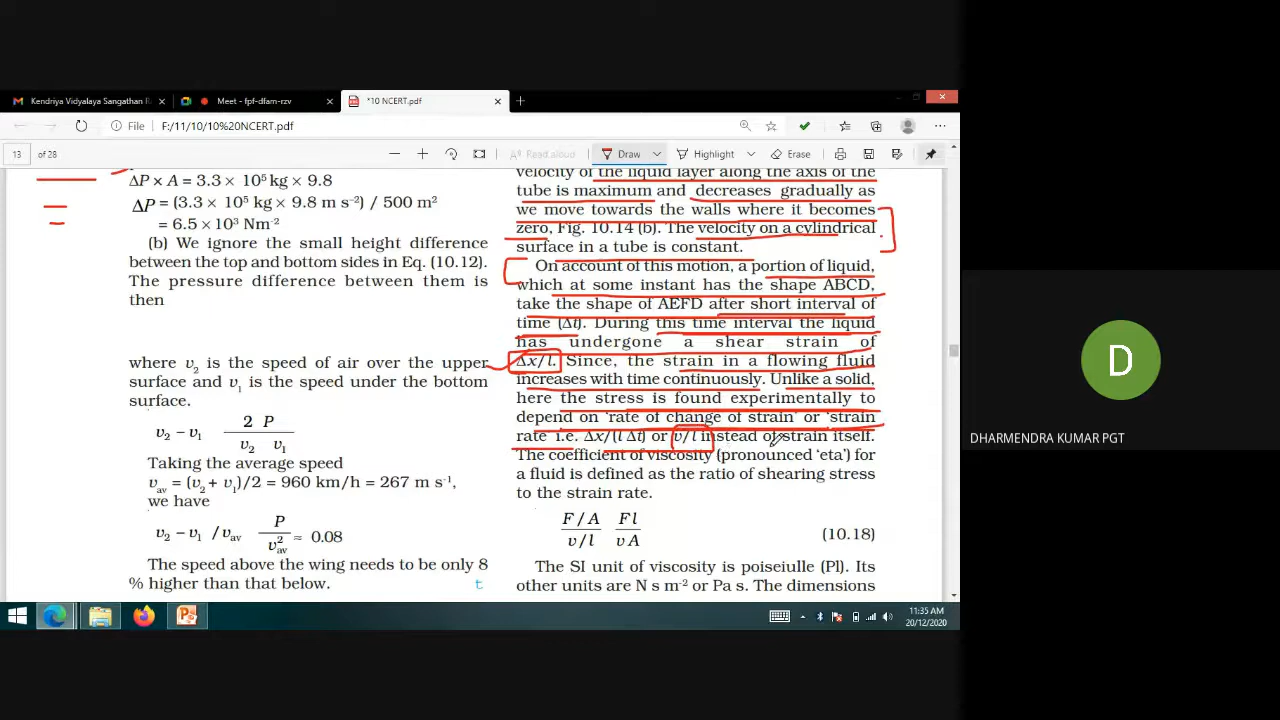 Kendriya Vidyalaya Sangathan
Meet - fpf-dfam-rzv
*10 NCERT.pdf
File
F:/11/10/10%20NCERT.pdf
13 of 28
Read aloud
Draw
Highlight
Erase
ΔP × A = 3.3 × 10⁵ kg × 9.8
ΔP = (3.3 × 10⁵ kg × 9.8 m s⁻²) / 500 m²
= 6.5 × 10³ Nm⁻²
(b) We ignore the small height difference
between the top and bottom sides in Eq. (10.12).
The pressure difference between them is
then
where v₂ is the speed of air over the upper
surface and v₁ is the speed under the bottom
surface.
v₂ − v₁ 2 P / v₂ v₁
Taking the average speed
v_av = (v₂ + v₁)/2 = 960 km/h = 267 m s⁻¹,
we have
v₂ − v₁ /v_av P / v²_av ≈ 0.08
The speed above the wing needs to be only 8
% higher than that below.
t
velocity of the liquid layer along the axis of the
tube is maximum and decreases gradually as
we move towards the walls where it becomes
zero, Fig. 10.14 (b). The velocity on a cylindrical
surface in a tube is constant.
On account of this motion, a portion of liquid,
which at some instant has the shape ABCD,
take the shape of AEFD after short interval of
time (Δt). During this time interval the liquid
has undergone a shear strain of
Δx/l. Since, the strain in a flowing fluid
increases with time continuously. Unlike a solid,
here the stress is found experimentally to
depend on ‘rate of change of strain’ or ‘strain
rate’ i.e. Δx/(l Δt) or v/l instead of strain itself.
The coefficient of viscosity (pronounced ‘eta’) for
a fluid is defined as the ratio of shearing stress
to the strain rate.
F/A / v/l Fl / vA (10.18)
The SI unit of viscosity is poiseiulle (Pl). Its
other units are N s m⁻² or Pa s. The dimensions
11:35 AM
20/12/2020
D
DHARMENDRA KUMAR PGT